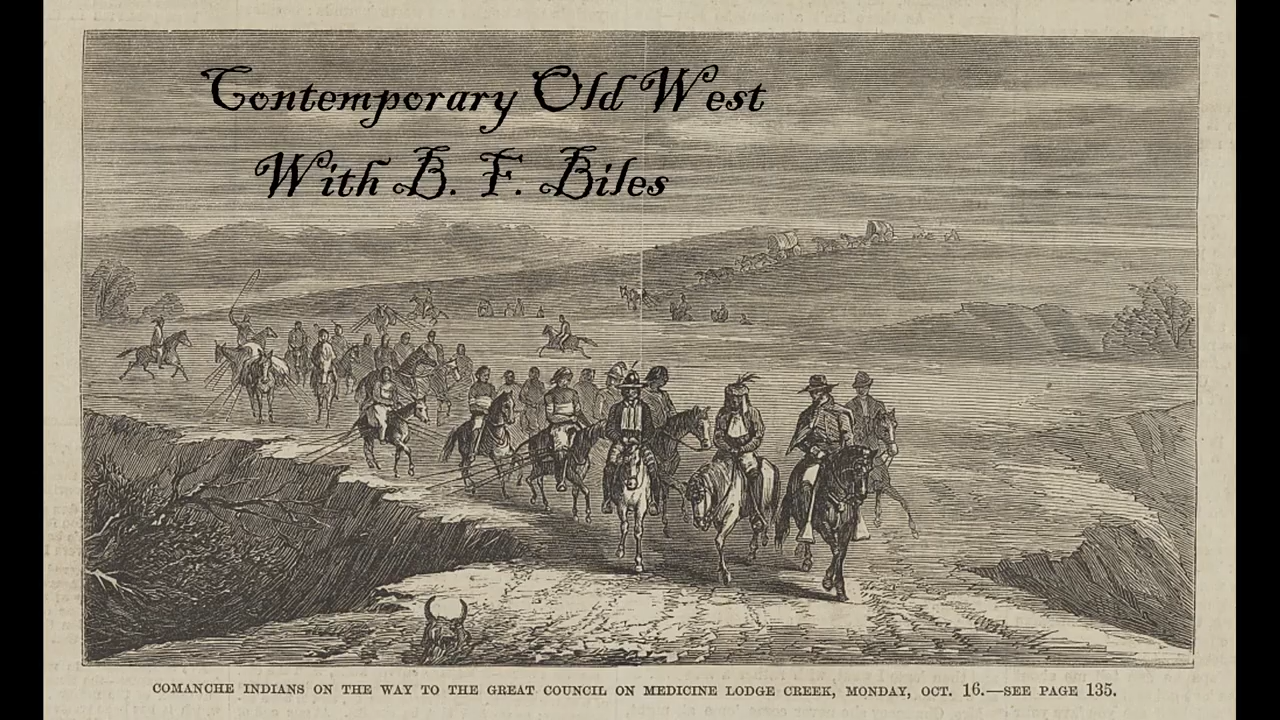 Contemporary Old West
With B. F. Biles
COMANCHE INDIANS ON THE WAY TO THE GREAT COUNCIL ON MEDICINE LODGE CREEK, MONDAY, OCT. 16.—SEE PAGE 135.